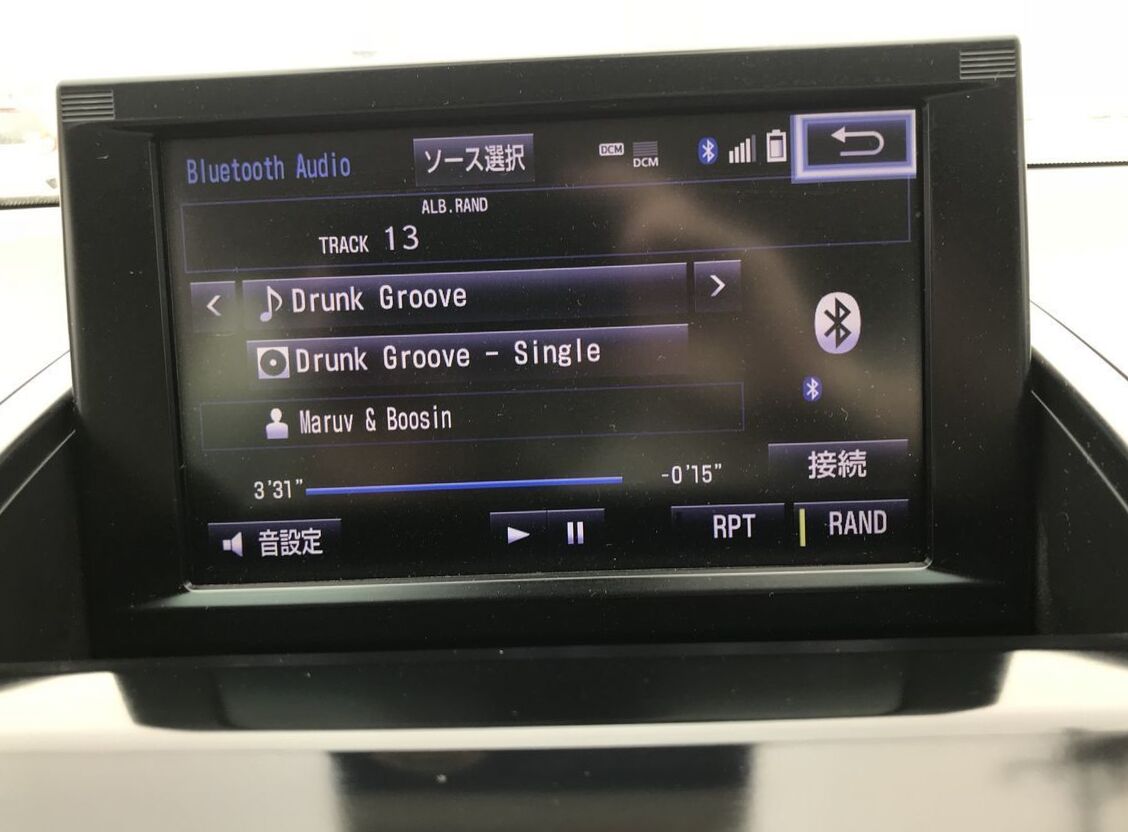 Bluetooth Audio ソース選択 DCM DCM
ALB.RAND
TRACK 13
Drunk Groove
Drunk Groove - Single
Maruv & Boosin
接続
3'31" -0'15"
音設定 RPT RAND